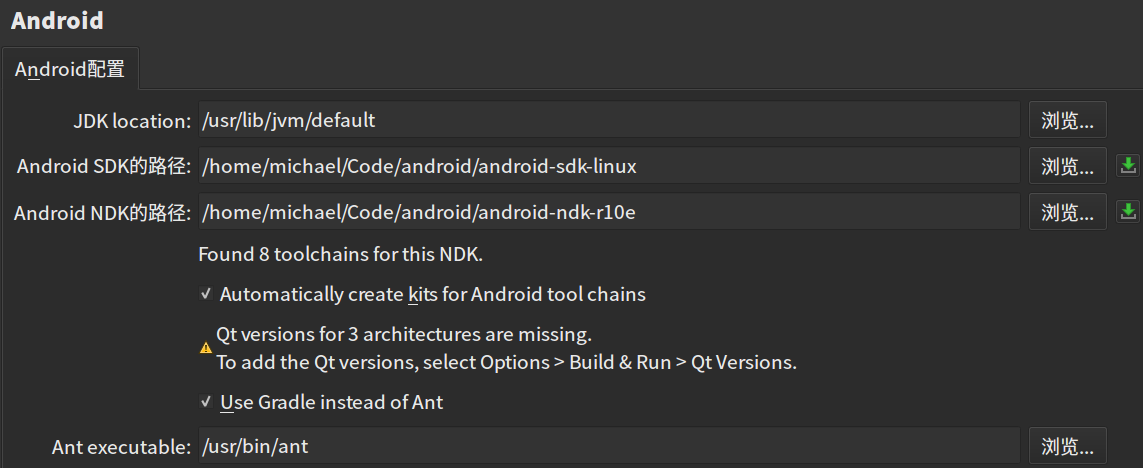 Android
Android配置
JDK location: /usr/lib/jvm/default 浏览...
Android SDK的路径: /home/michael/Code/android/android-sdk-linux 浏览...
Android NDK的路径: /home/michael/Code/android/android-ndk-r10e 浏览...
Found 8 toolchains for this NDK.
Automatically create kits for Android tool chains
Qt versions for 3 architectures are missing.
To add the Qt versions, select Options > Build & Run > Qt Versions.
Use Gradle instead of Ant
Ant executable: /usr/bin/ant 浏览...